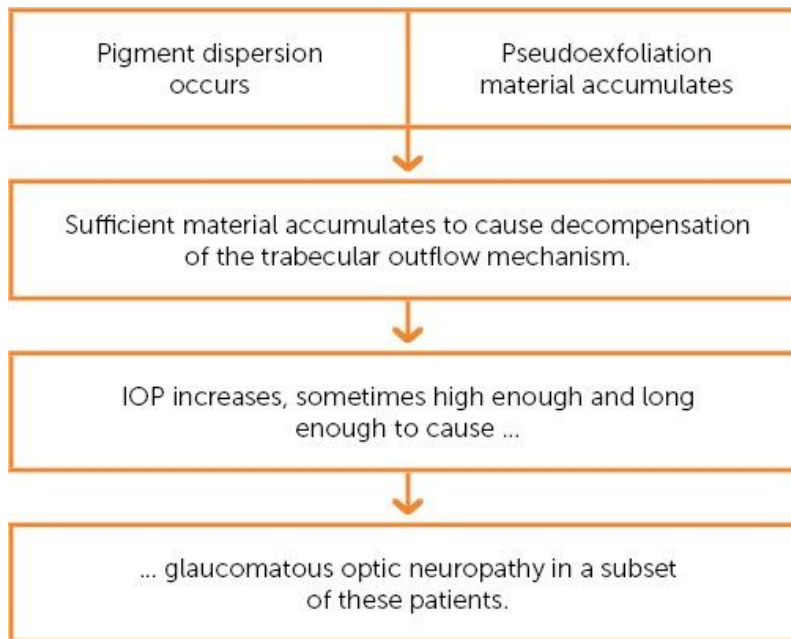 Pigment dispersion
occurs
Pseudoexfoliation
material accumulates
Sufficient material accumulates to cause decompensation
of the trabecular outflow mechanism.
IOP increases, sometimes high enough and long
enough to cause ...
... glaucomatous optic neuropathy in a subset
of these patients.